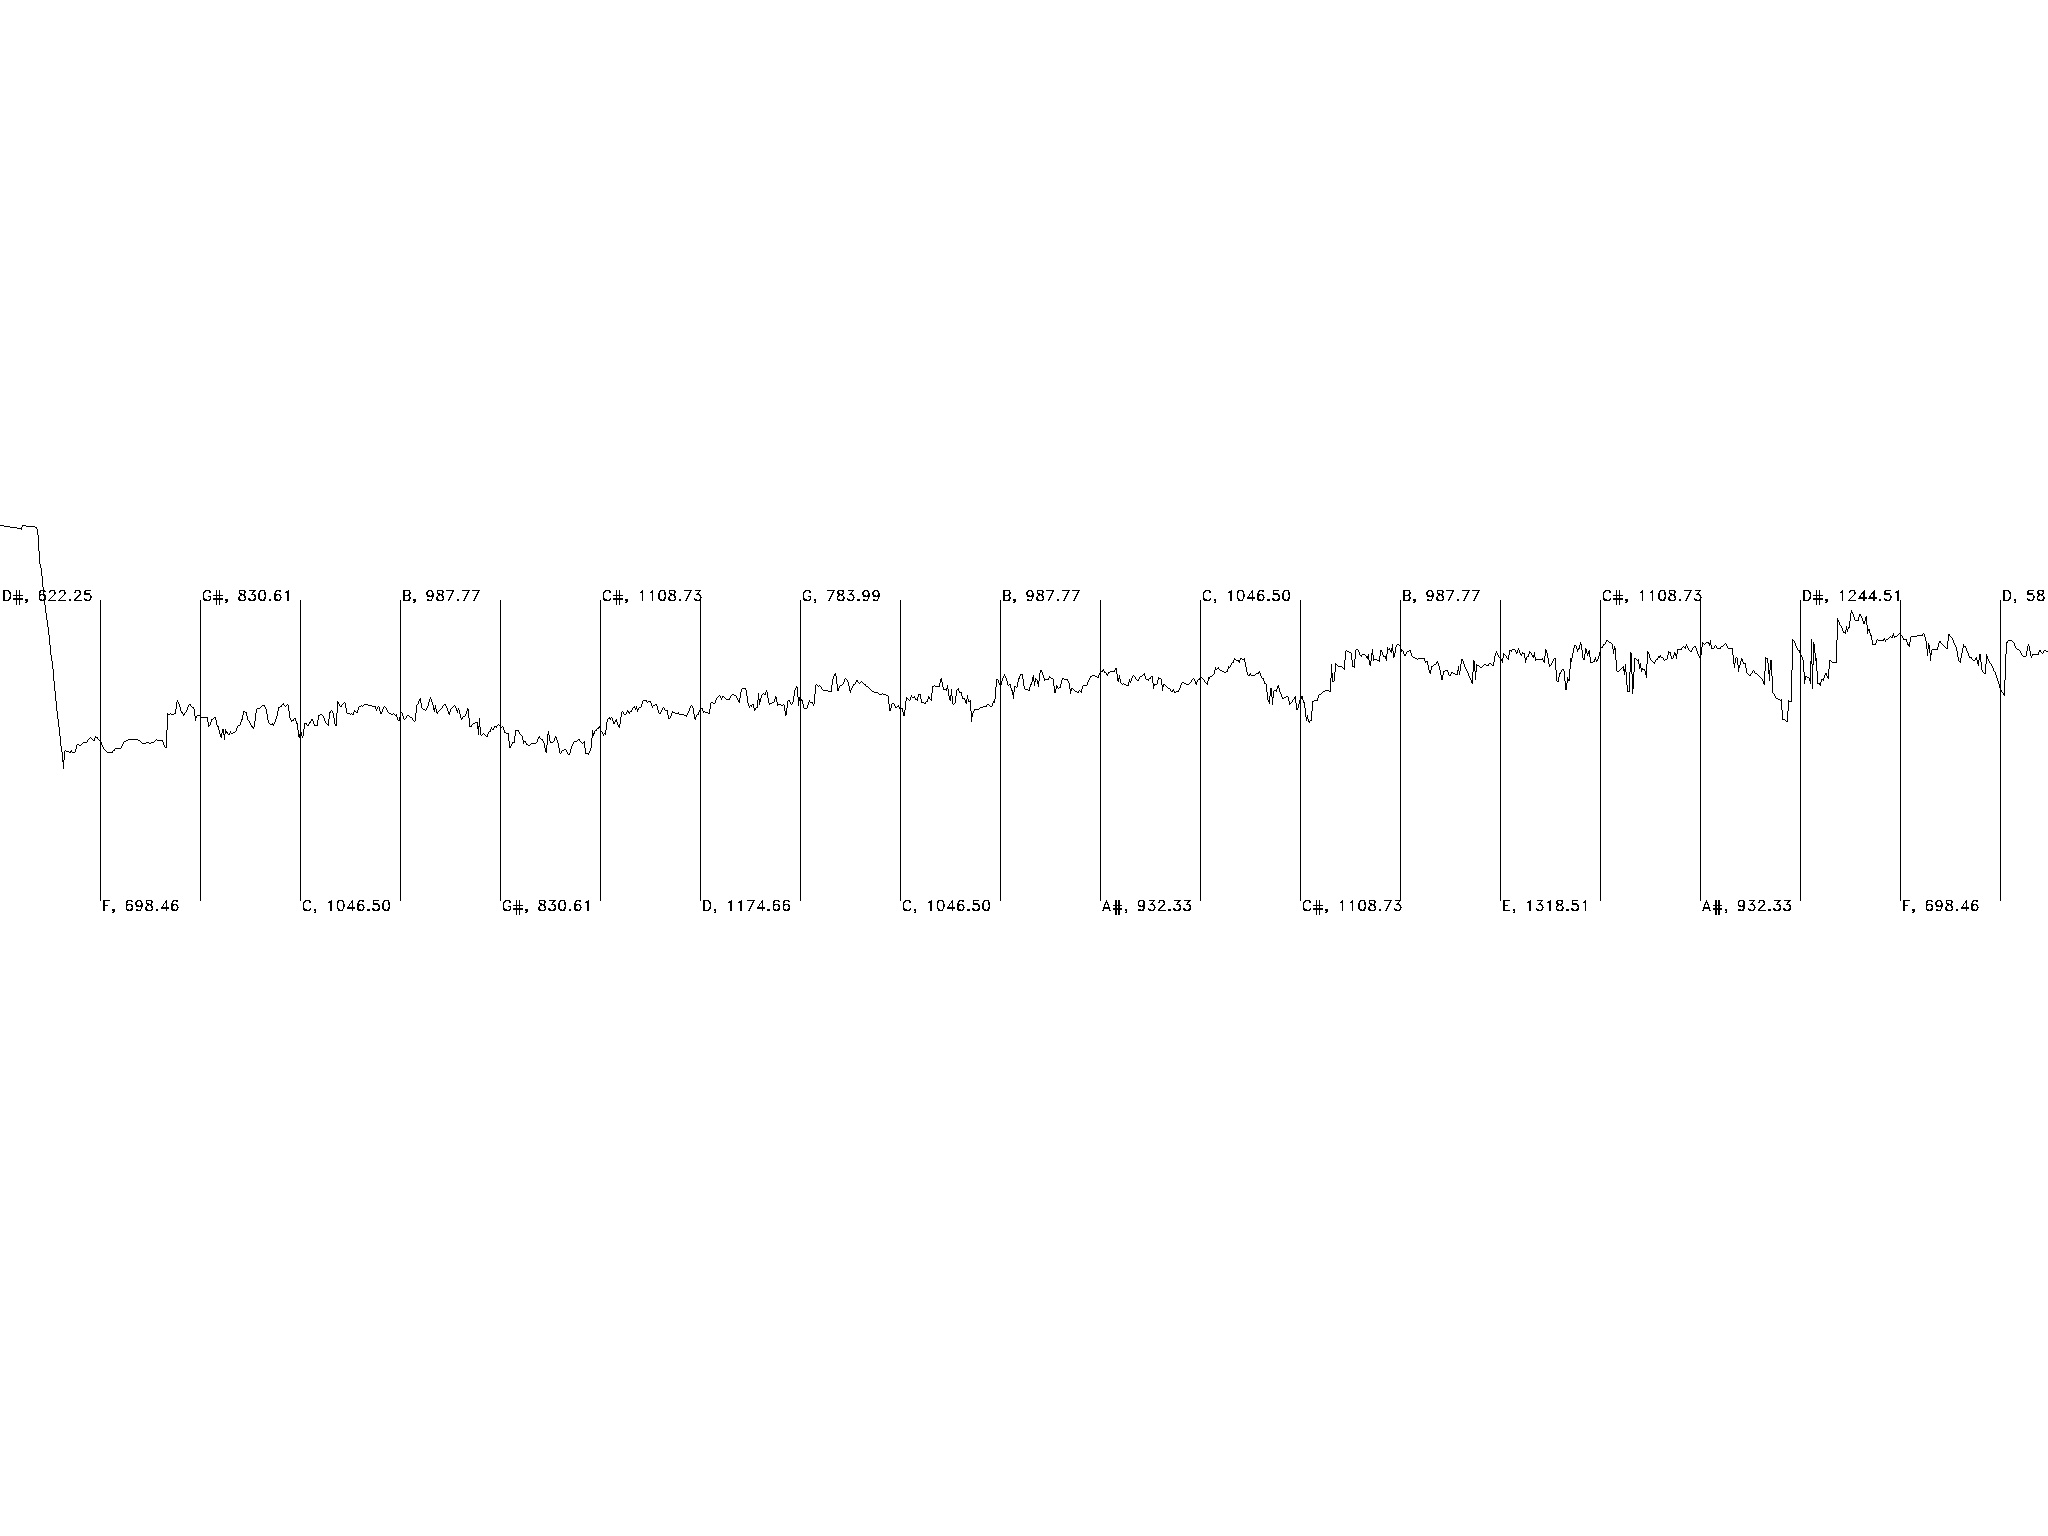 D#, 622.25
G#, 830.61
B, 987.77
C#, 1108.73
G, 783.99
B, 987.77
C, 1046.50
B, 987.77
C#, 1108.73
D#, 1244.51
D, 58
F, 698.46
C, 1046.50
G#, 830.61
D, 1174.66
C, 1046.50
A#, 932.33
C#, 1108.73
E, 1318.51
A#, 932.33
F, 698.46